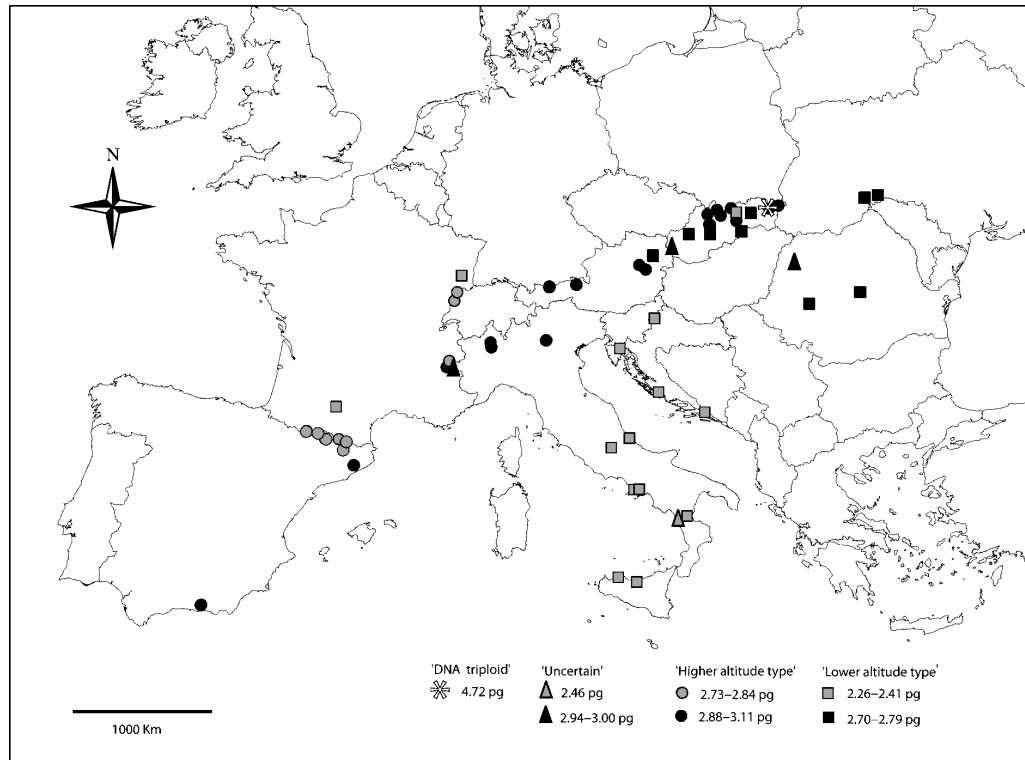 N
'DNA triploid' 'Uncertain' 'Higher altitude type' 'Lower altitude type'
4.72 pg 2.46 pg 2.73–2.84 pg 2.26–2.41 pg
2.94–3.00 pg 2.88–3.11 pg 2.70–2.79 pg
1000 Km